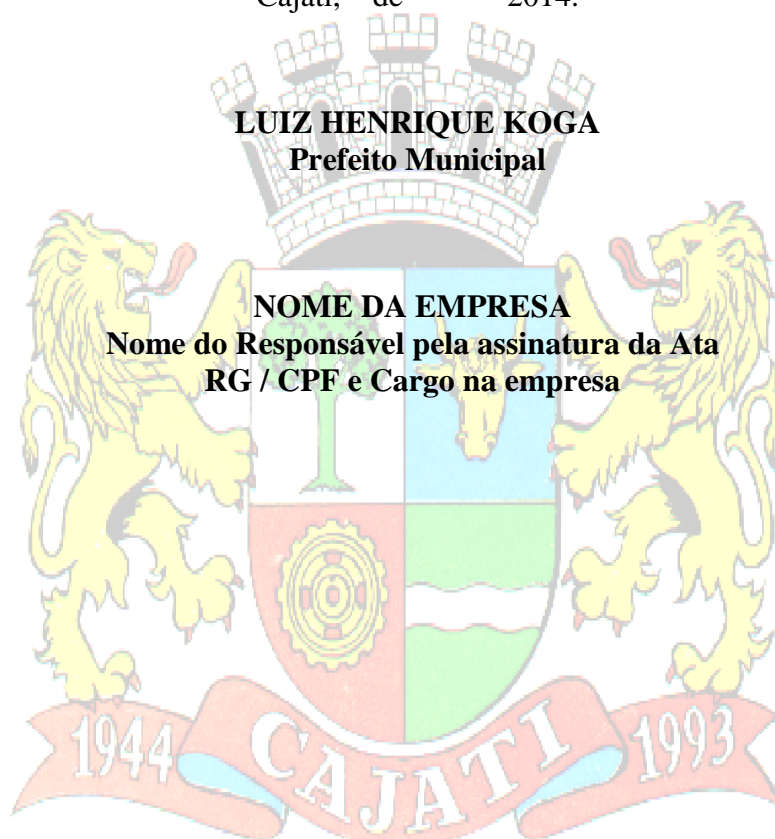 Cajati, de 2014.
LUIZ HENRIQUE KOGA
Prefeito Municipal
NOME DA EMPRESA
Nome do Responsável pela assinatura da Ata
RG / CPF e Cargo na empresa
1944 CAJATI 1993